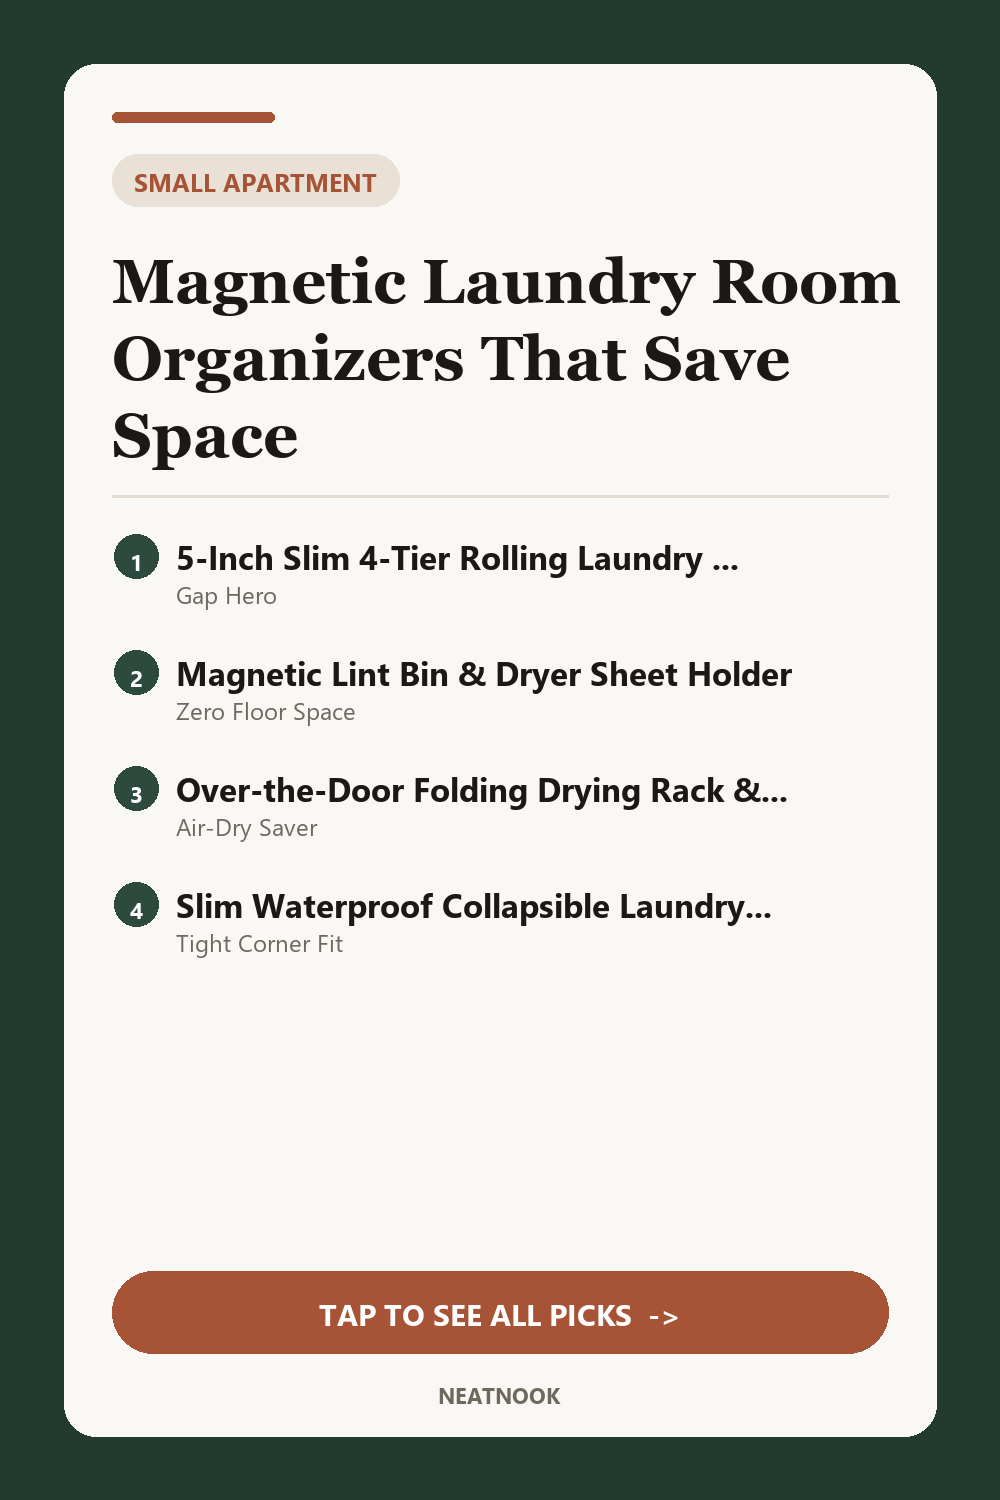 SMALL APARTMENT
Magnetic Laundry Room
Organizers That Save
Space
1 5-Inch Slim 4-Tier Rolling Laundry ...
Gap Hero
2 Magnetic Lint Bin & Dryer Sheet Holder
Zero Floor Space
3 Over-the-Door Folding Drying Rack &...
Air-Dry Saver
4 Slim Waterproof Collapsible Laundry...
Tight Corner Fit
TAP TO SEE ALL PICKS ->
NEATNOOK